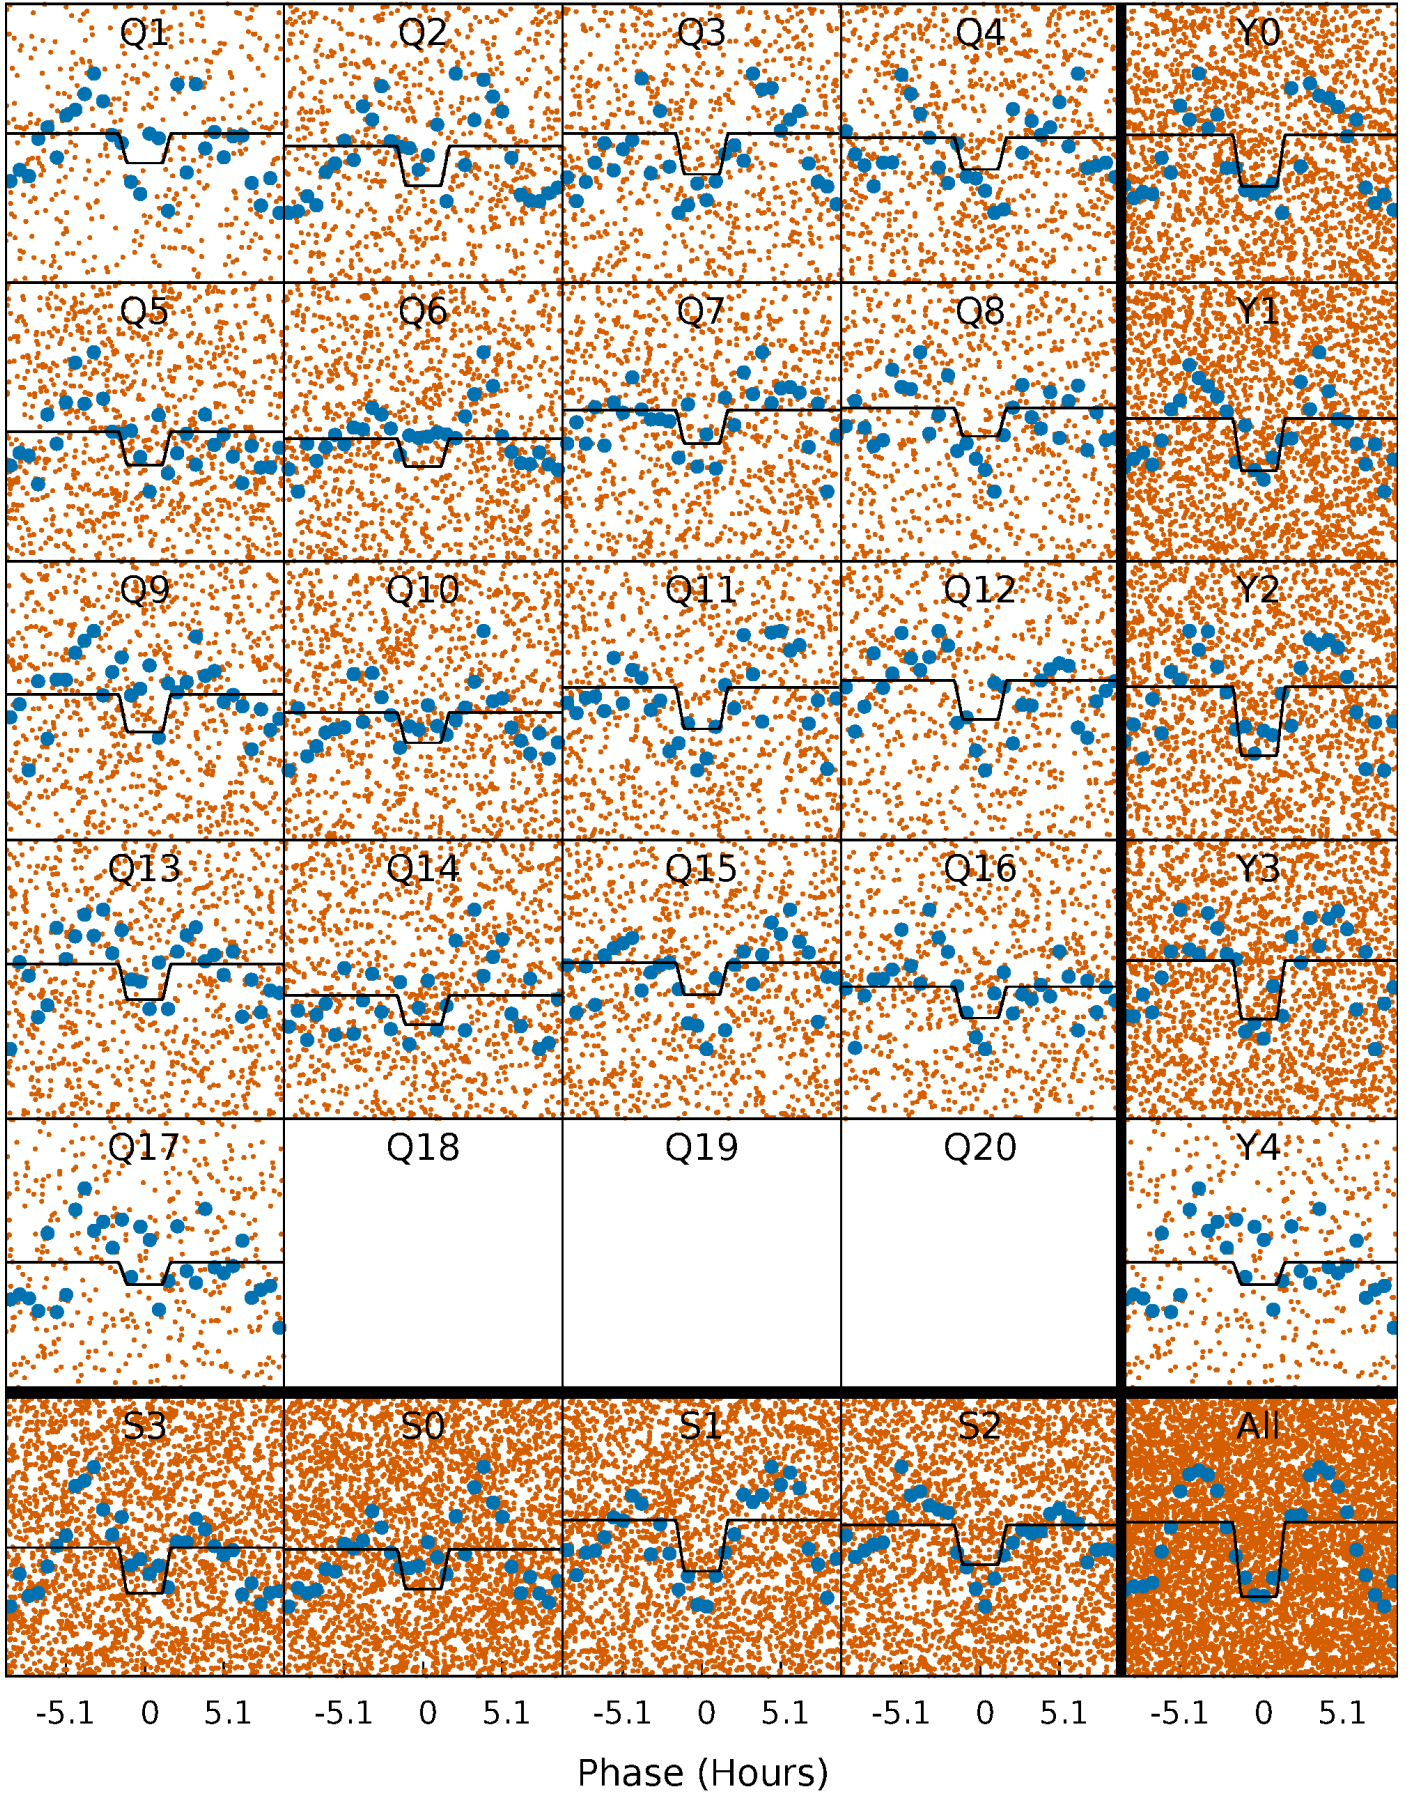 Q1 Q2 Q3 Q4 Y0
Q5 Q6 Q7 Q8 Y1
Q9 Q10 Q11 Q12 Y2
Q13 Q14 Q15 Q16 Y3
Q17 Q18 Q19 Q20 Y4
S3 S0 S1 S2 All
-5.1 0 5.1 -5.1 0 5.1 -5.1 0 5.1 -5.1 0 5.1 -5.1 0 5.1
Phase (Hours)